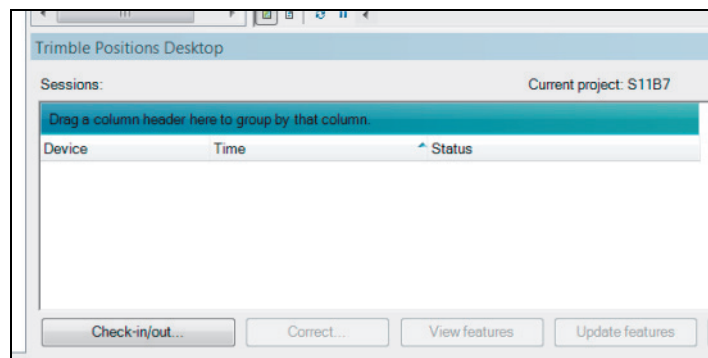 Trimble Positions Desktop
Sessions: Current project: S11B7
Drag a column header here to group by that column.
Device Time Status
Check-in/out... Correct... View features Update features